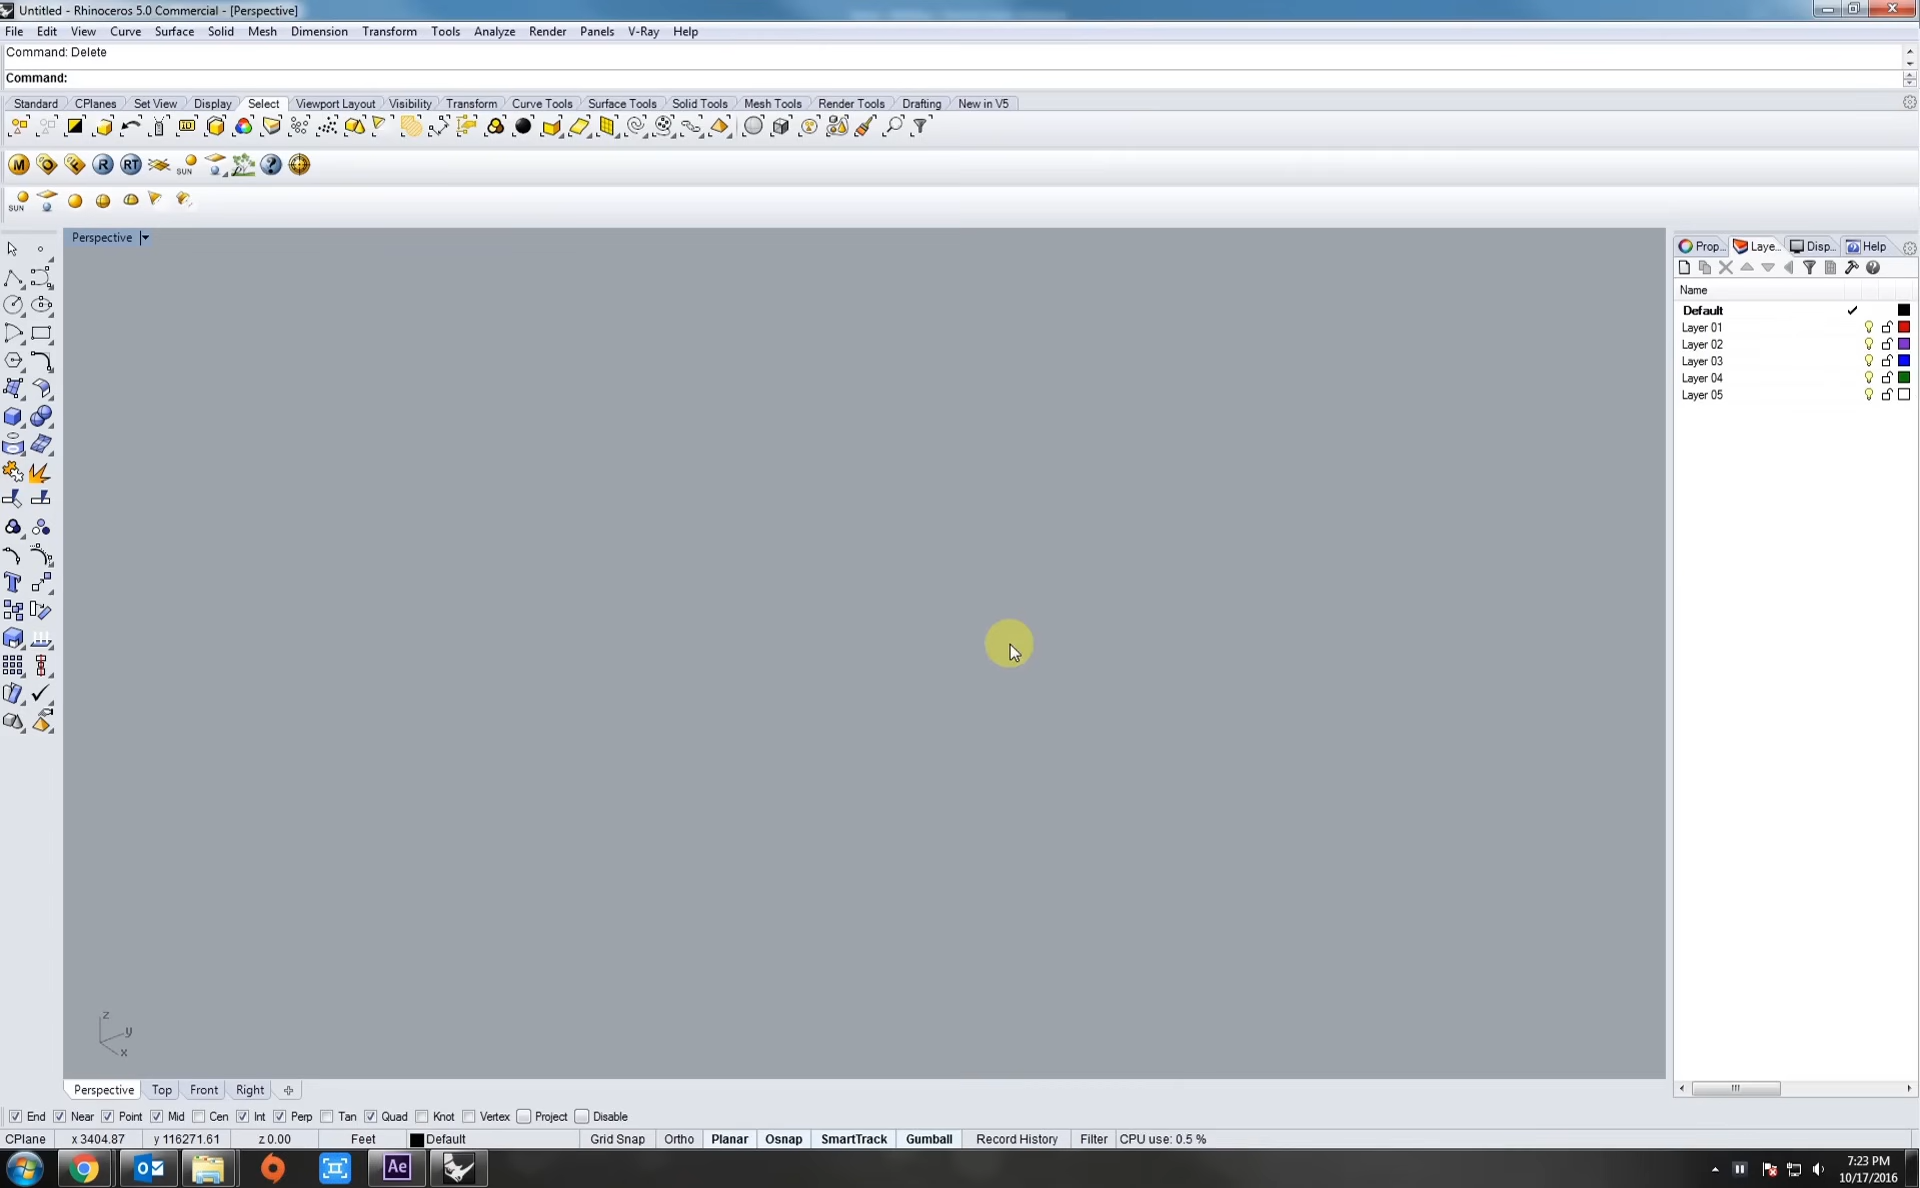 Untitled - Rhinoceros 5.0 Commercial - [Perspective]
File Edit View Curve Surface Solid Mesh Dimension Transform Tools Analyze Render Panels V-Ray Help
Command: Delete
Command:
Standard CPlanes Set View Display Select Viewport Layout Visibility Transform Curve Tools Surface Tools Solid Tools Mesh Tools Render Tools Drafting New in V5
M O R RT SUN
SUN
Perspective
Prop... Laye... Disp... Help
Name
Default
Layer 01
Layer 02
Layer 03
Layer 04
Layer 05
z
y
x
Perspective Top Front Right
End Near Point Mid Cen Int Perp Tan Quad Knot Vertex Project Disable
CPlane x 3404.87 y 116271.61 z 0.00 Feet Default Grid Snap Ortho Planar Osnap SmartTrack Gumball Record History Filter CPU use: 0.5 %
Ae
7:23 PM
10/17/2016